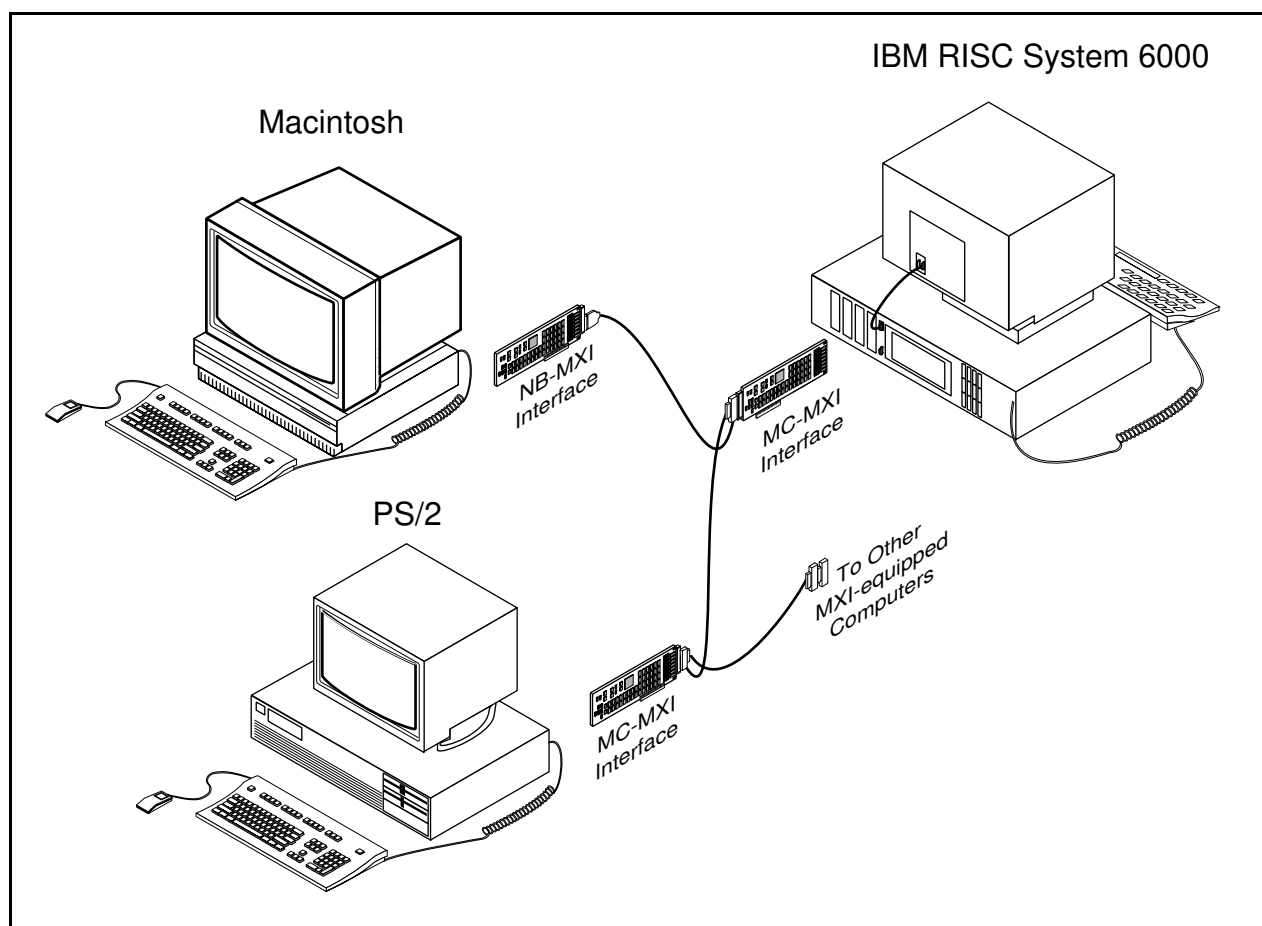 IBM RISC System 6000
Macintosh
NB-MXI
Interface
MC-MXI
Interface
PS/2
To Other
MXI-equipped
Computers
MC-MXI
Interface